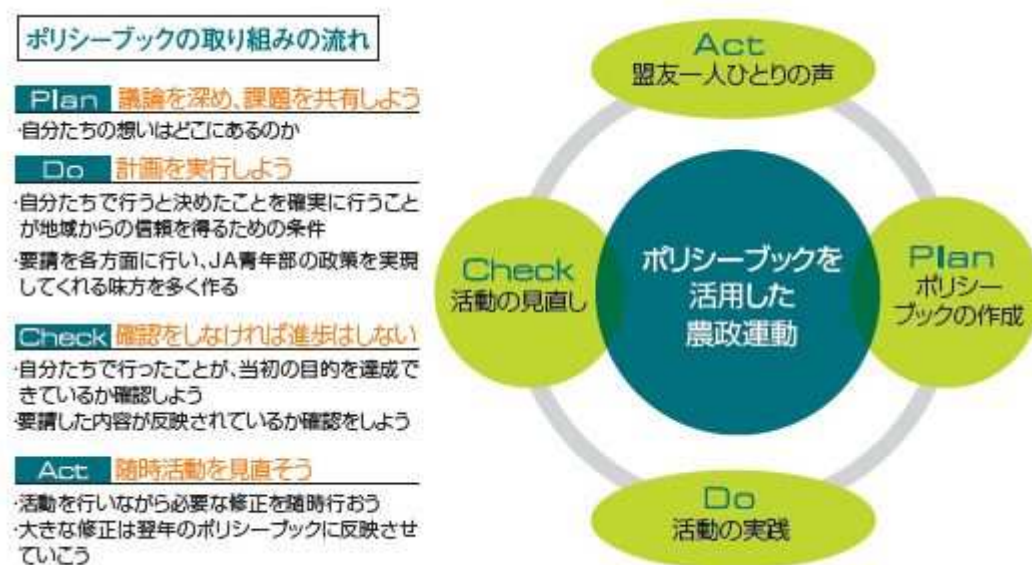 ポリシーブックの取り組みの流れ
Plan 議論を深め、課題を共有しよう
・自分たちの想いはどこにあるのか
Do 計画を実行しよう
・自分たちで行うと決めたことを確実に行うこと
が地域からの信頼を得るための条件
・要請を各方面に行い、JA青年部の政策を実現
してくれる味方を多く作る
Check 確認をしなければ進歩はしない
・自分たちで行ったことが、当初の目的を達成で
きているか確認しよう
・要請した内容が反映されているか確認をしよう
Act 随時活動を見直そう
・活動を行いながら必要な修正を随時行おう
・大きな修正は翌年のポリシーブックに反映させ
ていこう
Act
盟友一人ひとりの声
Check
活動の見直し
ポリシーブックを
活用した
農政運動
Plan
ポリシー
ブックの作成
Do
活動の実践